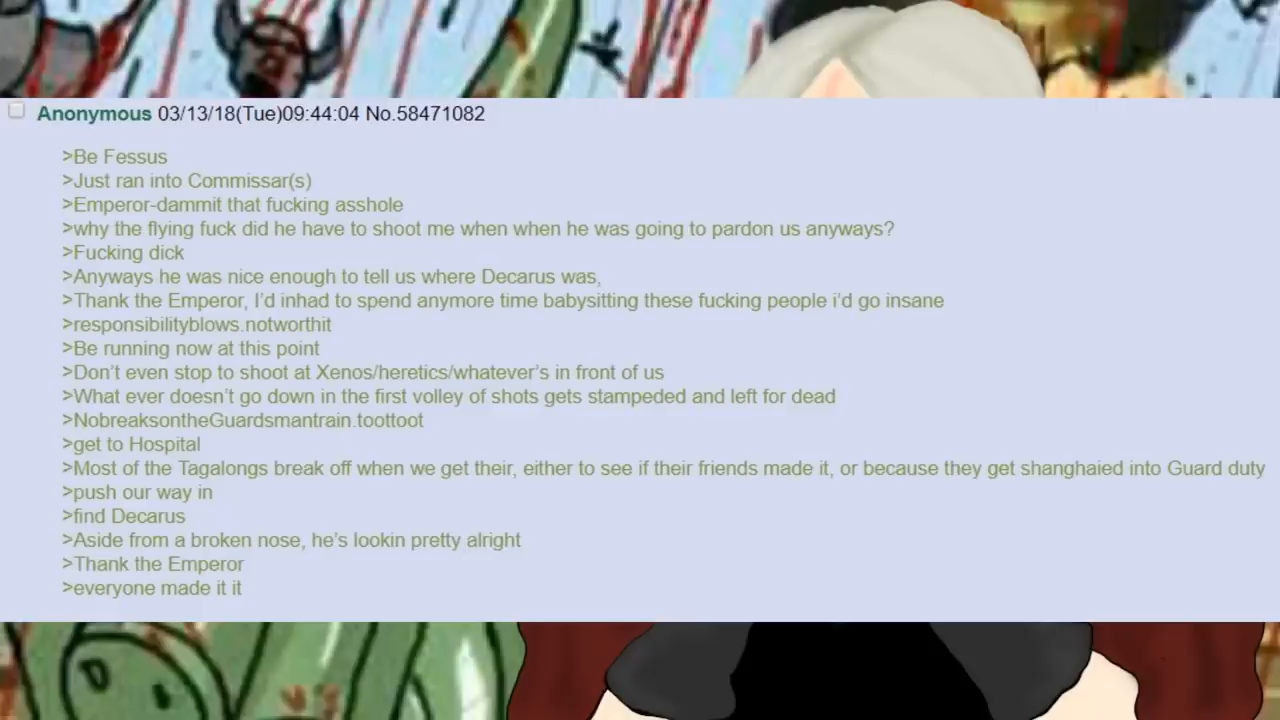 Anonymous 03/13/18(Tue)09:44:04 No.58471082
>Be Fessus
>Just ran into Commissar(s)
>Emperor-dammit that fucking asshole
>why the flying fuck did he have to shoot me when when he was going to pardon us anyways?
>Fucking dick
>Anyways he was nice enough to tell us where Decarus was,
>Thank the Emperor, I’d inhad to spend anymore time babysitting these fucking people i’d go insane
>responsibilityblows.notworthit
>Be running now at this point
>Don’t even stop to shoot at Xenos/heretics/whatever’s in front of us
>What ever doesn’t go down in the first volley of shots gets stampeded and left for dead
>NobreaksontheGuardsmantrain.toottoot
>get to Hospital
>Most of the Tagalongs break off when we get their, either to see if their friends made it, or because they get shanghaied into Guard duty
>push our way in
>find Decarus
>Aside from a broken nose, he’s lookin pretty alright
>Thank the Emperor
>everyone made it it